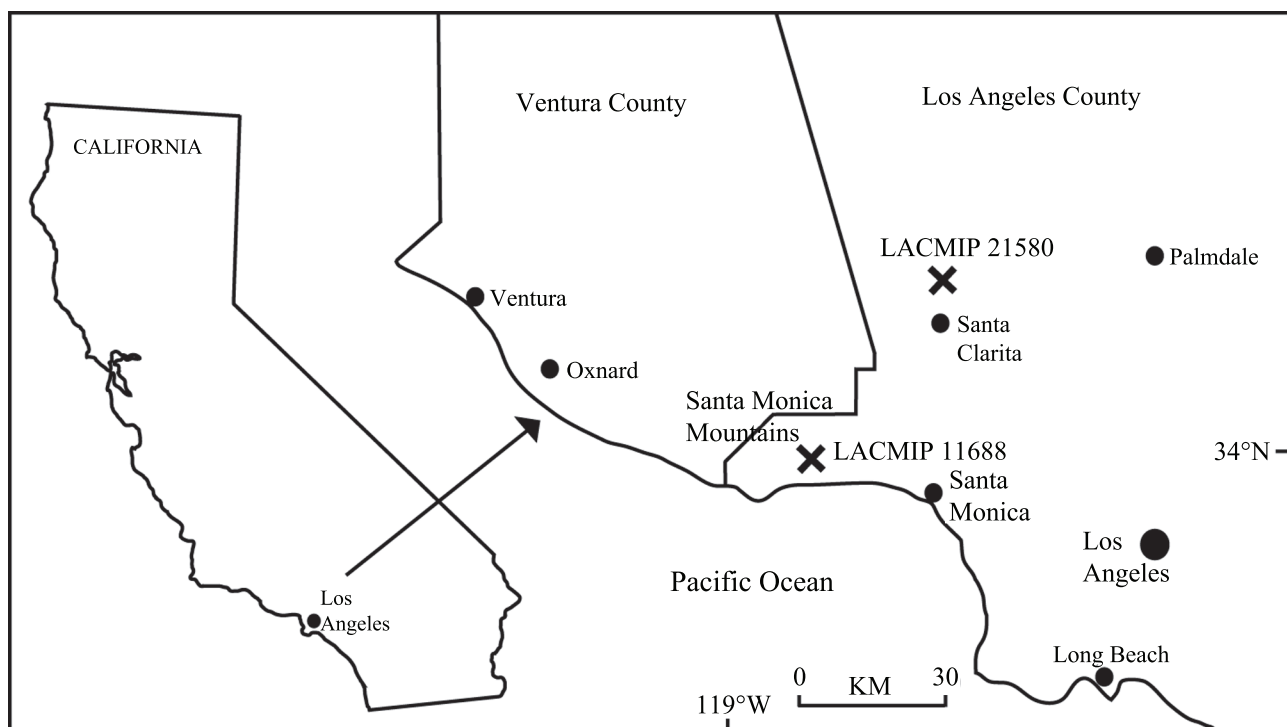 Ventura County
Los Angeles County
CALIFORNIA
LACMIP 21580
Palmdale
Ventura
Santa
Clarita
Oxnard
Santa Monica
Mountains
LACMIP 11688
34°N
Santa
Monica
Los
Angeles
Pacific Ocean
Los
Angeles
Long Beach
0 30
KM
119°W